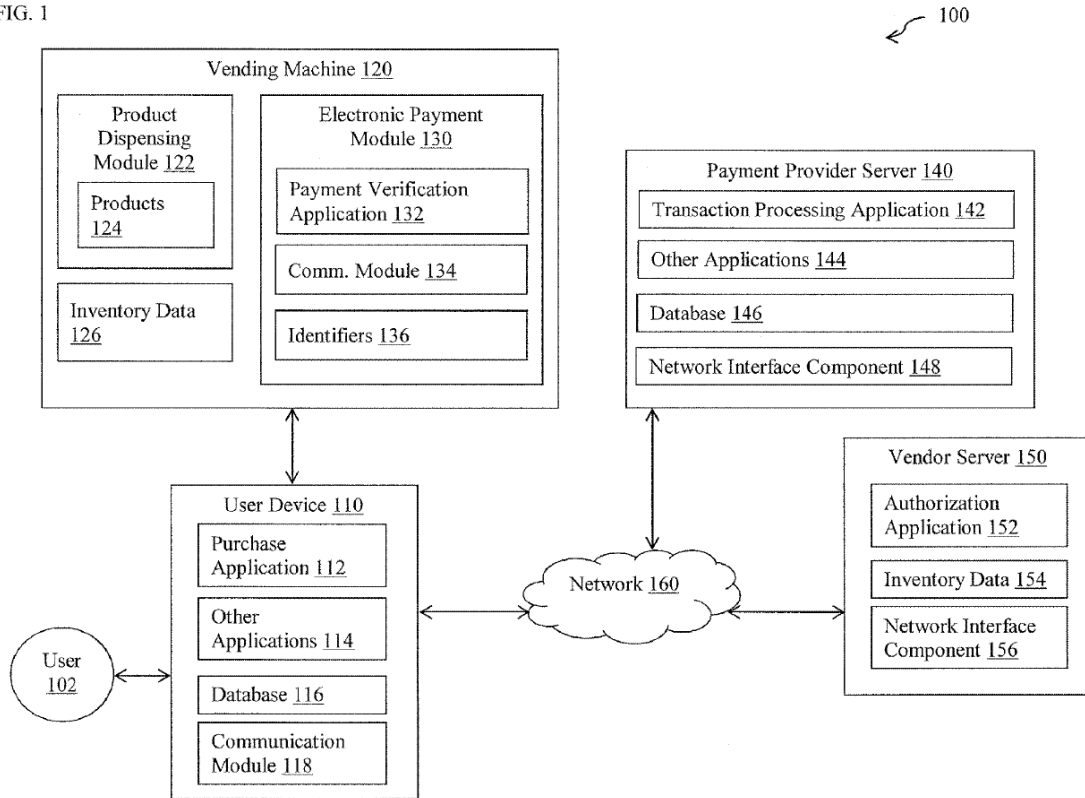 FIG. 1
100
Vending Machine 120
Product
Dispensing
Module 122
Products
124
Inventory Data
126
Electronic Payment
Module 130
Payment Verification
Application 132
Comm. Module 134
Identifiers 136
Payment Provider Server 140
Transaction Processing Application 142
Other Applications 144
Database 146
Network Interface Component 148
Vendor Server 150
Authorization
Application 152
Inventory Data 154
Network Interface
Component 156
User Device 110
Purchase
Application 112
Other
Applications 114
Database 116
Communication
Module 118
Network 160
User
102